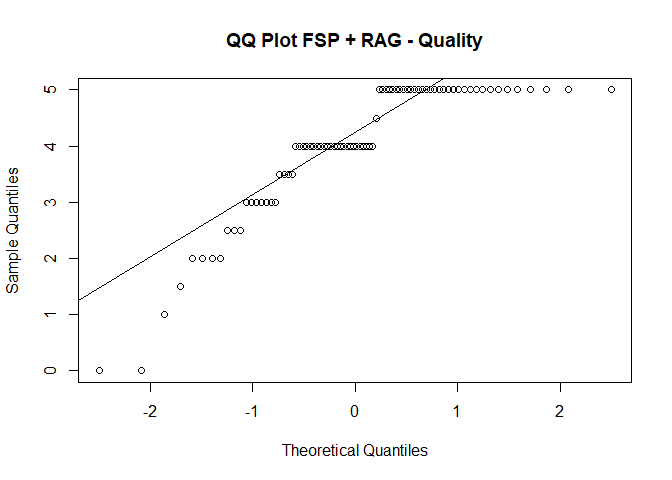 QQ Plot FSP + RAG - Quality
Sample Quantiles
5
4
3
2
1
0
-2 -1 0 1 2
Theoretical Quantiles